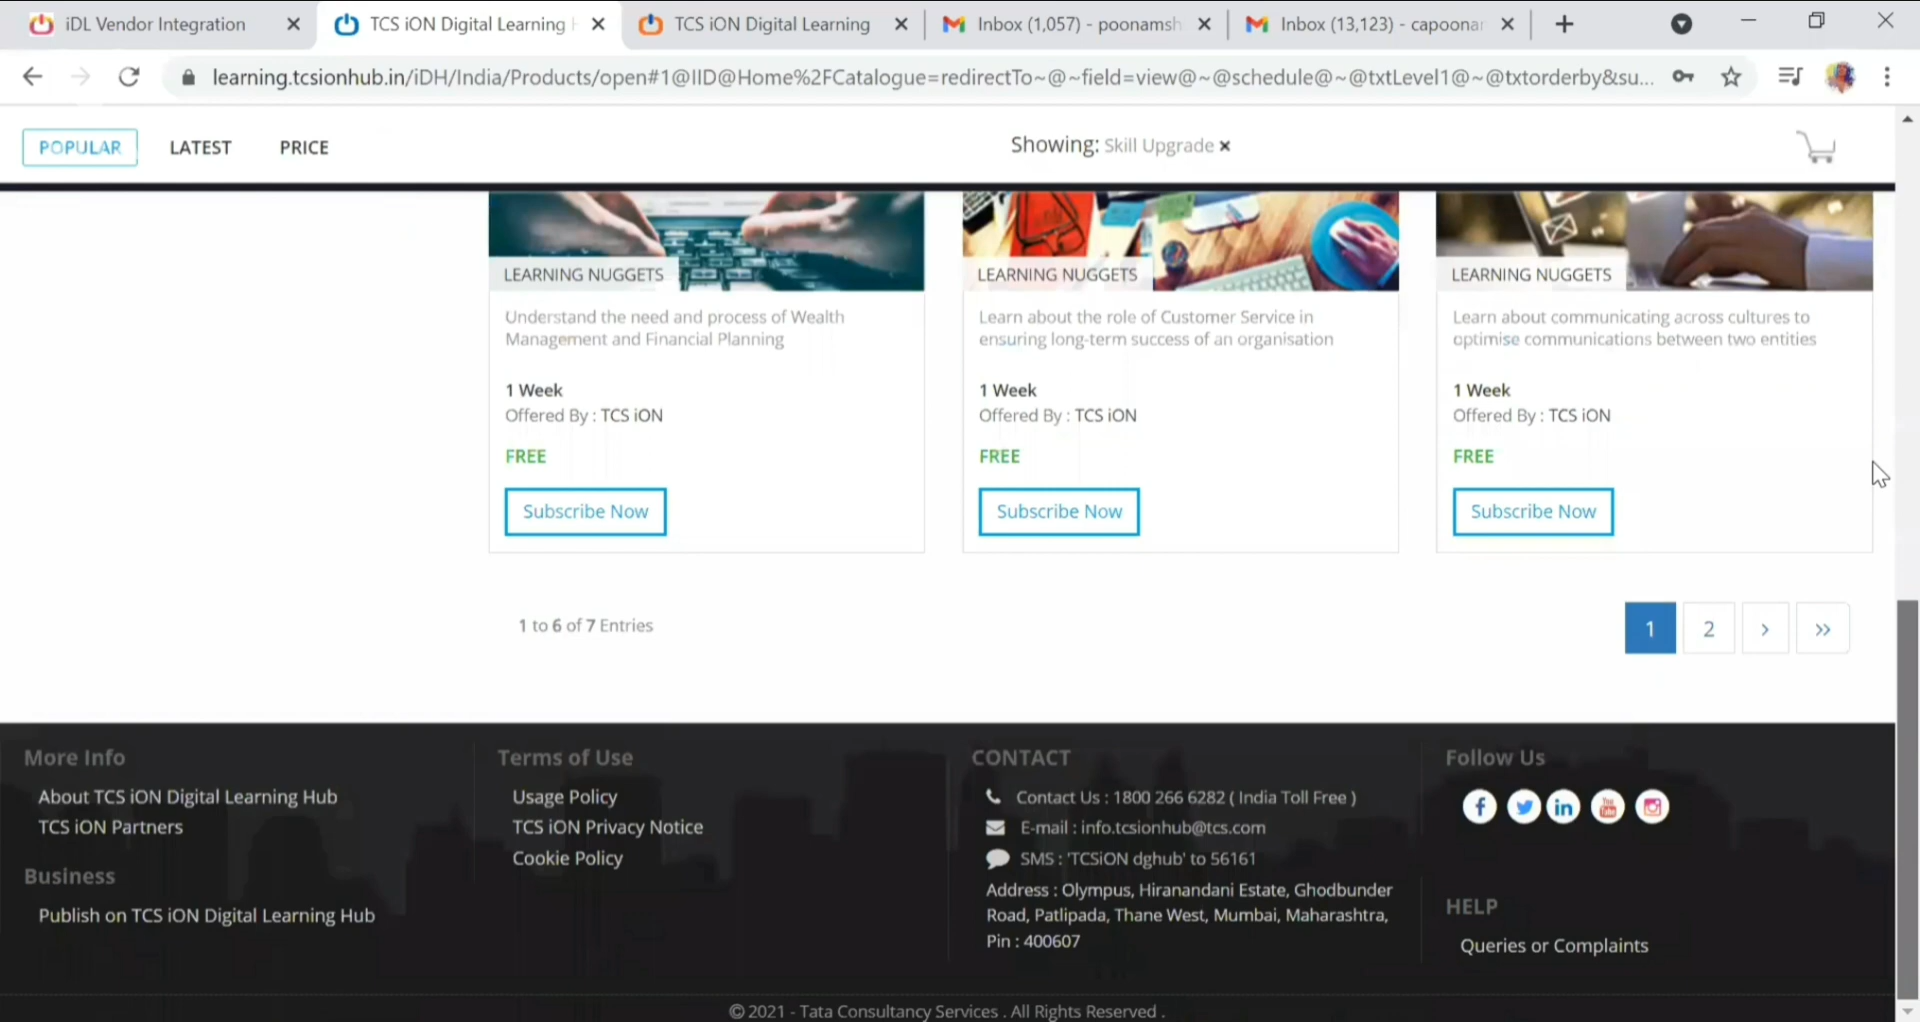 iDL Vendor Integration
TCS iON Digital Learning
TCS iON Digital Learning
Inbox (1,057) - poonamsh
Inbox (13,123) - capoonar
learning.tcsionhub.in/iDH/India/Products/open#1@IID@Home%2FCatalogue=redirectTo~@~field=view@~@schedule@~@txtLevel1@~@txtorderby&su...
POPULAR
LATEST
PRICE
Showing: Skill Upgrade ×
LEARNING NUGGETS
Understand the need and process of Wealth
Management and Financial Planning
1 Week
Offered By : TCS iON
FREE
Subscribe Now
LEARNING NUGGETS
Learn about the role of Customer Service in
ensuring long-term success of an organisation
1 Week
Offered By : TCS iON
FREE
Subscribe Now
LEARNING NUGGETS
Learn about communicating across cultures to
optimise communications between two entities
1 Week
Offered By : TCS iON
FREE
Subscribe Now
1 to 6 of 7 Entries
1 2 > >>
More Info
About TCS iON Digital Learning Hub
TCS iON Partners
Business
Publish on TCS iON Digital Learning Hub
Terms of Use
Usage Policy
TCS iON Privacy Notice
Cookie Policy
CONTACT
Contact Us : 1800 266 6282 ( India Toll Free )
E-mail : info.tcsionhub@tcs.com
SMS : 'TCSiON dghub' to 56161
Address : Olympus, Hiranandani Estate, Ghodbunder
Road, Patlipada, Thane West, Mumbai, Maharashtra,
Pin : 400607
Follow Us
HELP
Queries or Complaints
© 2021 - Tata Consultancy Services . All Rights Reserved .